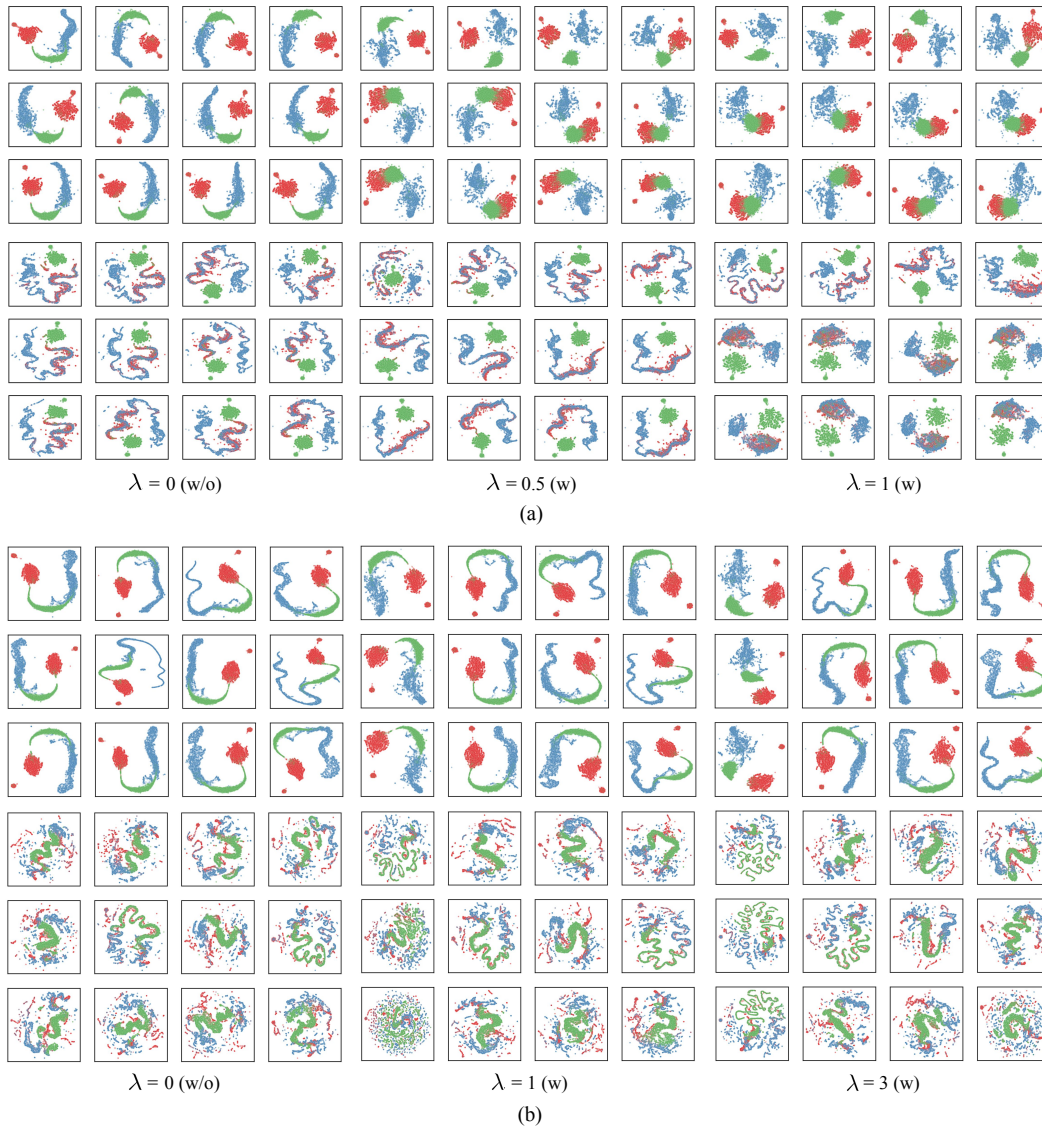 λ = 0 (w/o) λ = 0.5 (w) λ = 1 (w)
(a)
λ = 0 (w/o) λ = 1 (w) λ = 3 (w)
(b)